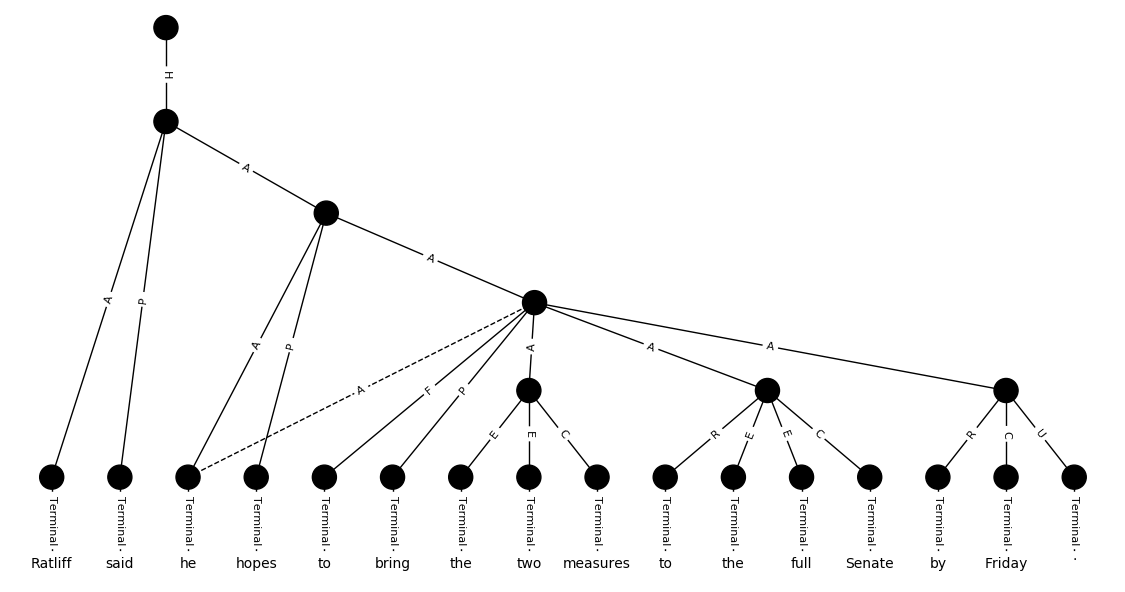 H
A
A
P
A
A
P
A
F
P
A
A
A
E
E
C
R
E
E
C
R
C
U
Terminal Terminal Terminal Terminal Terminal Terminal Terminal Terminal Terminal Terminal Terminal Terminal Terminal Terminal Terminal Terminal
Ratliff said he hopes to bring the two measures to the full Senate by Friday .